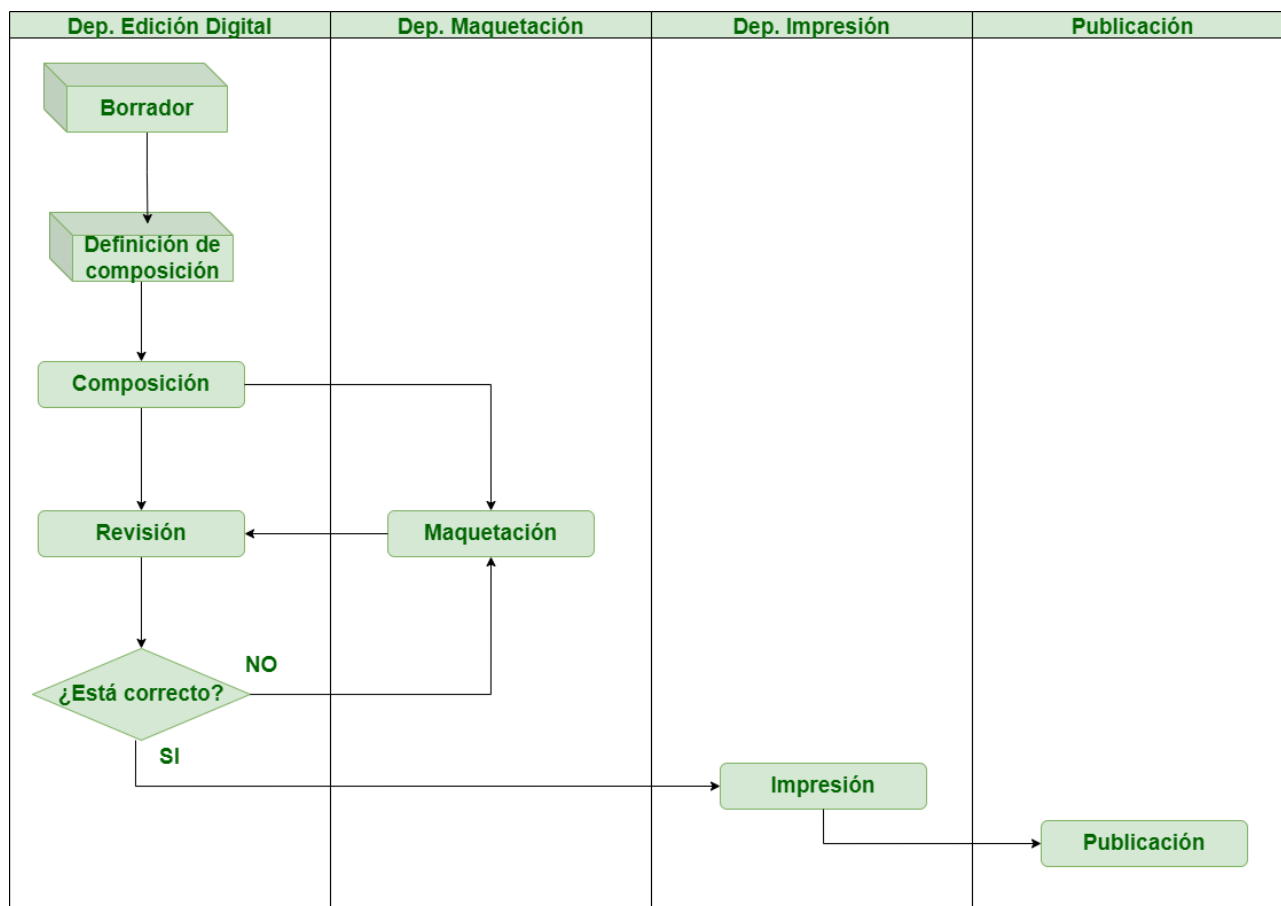 Dep. Edición Digital
Dep. Maquetación
Dep. Impresión
Publicación
Borrador
Definición de
composición
Composición
Revisión
Maquetación
¿Está correcto?
NO
SI
Impresión
Publicación